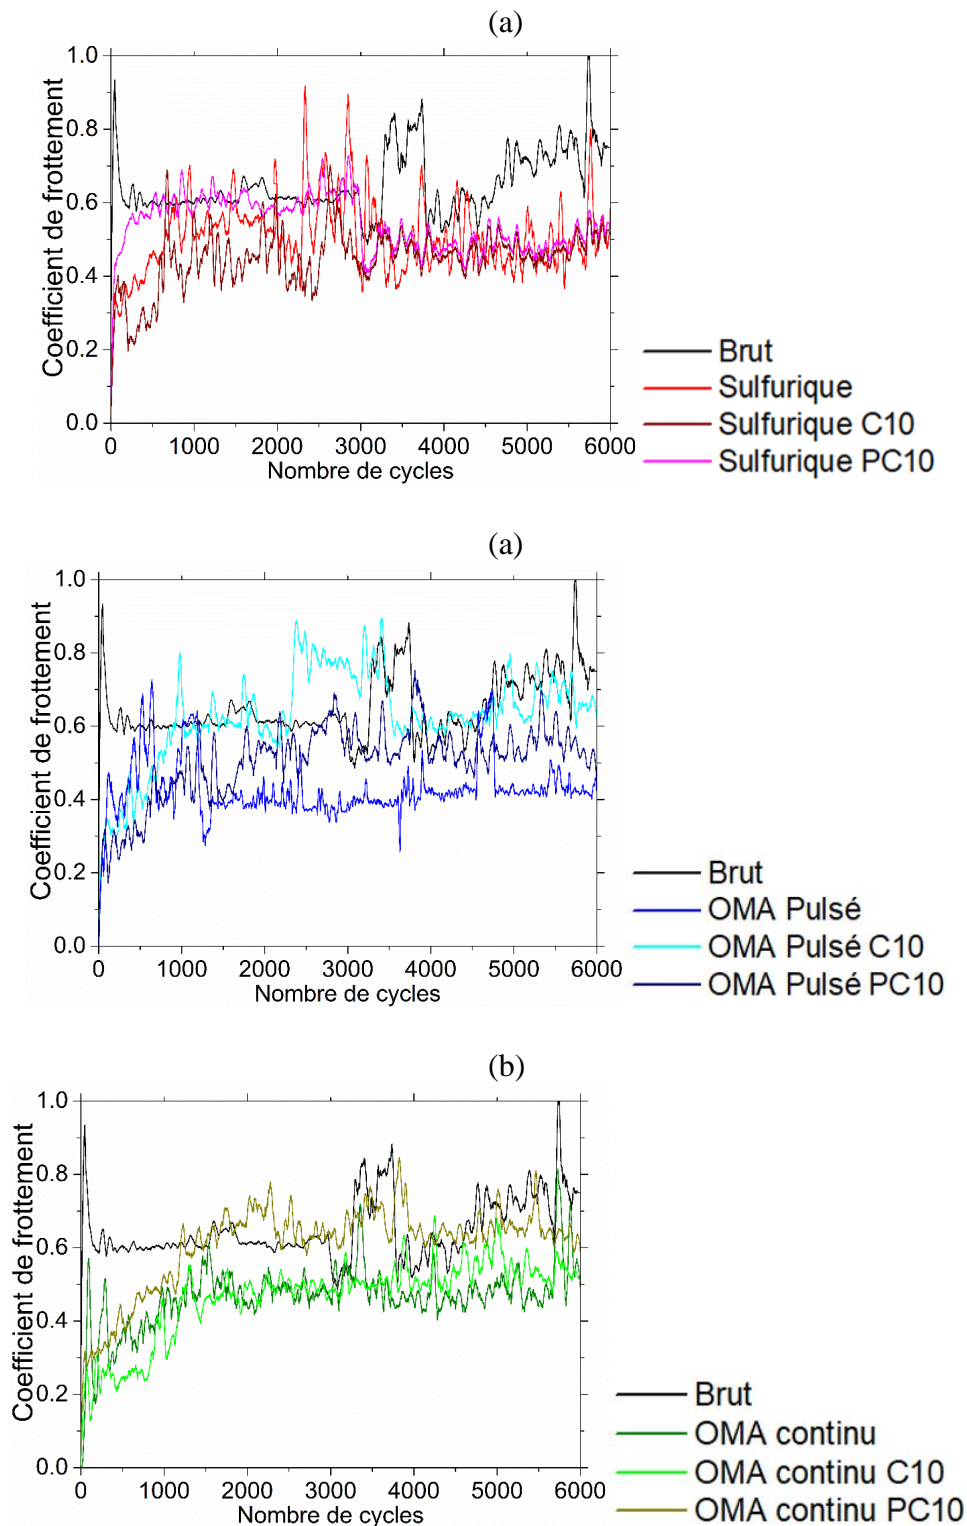 (a)
1.0
0.8
0.6
0.4
0.2
0.0
Coefficient de frottement
0 1000 2000 3000 4000 5000 6000
Nombre de cycles
Brut
Sulfurique
Sulfurique C10
Sulfurique PC10
(a)
1.0
0.8
0.6
0.4
0.2
0.0
Coefficient de frottement
0 1000 2000 3000 4000 5000 6000
Nombre de cycles
Brut
OMA Pulsé
OMA Pulsé C10
OMA Pulsé PC10
(b)
1.0
0.8
0.6
0.4
0.2
0.0
Coefficient de frottement
0 1000 2000 3000 4000 5000 6000
Nombre de cycles
Brut
OMA continu
OMA continu C10
OMA continu PC10